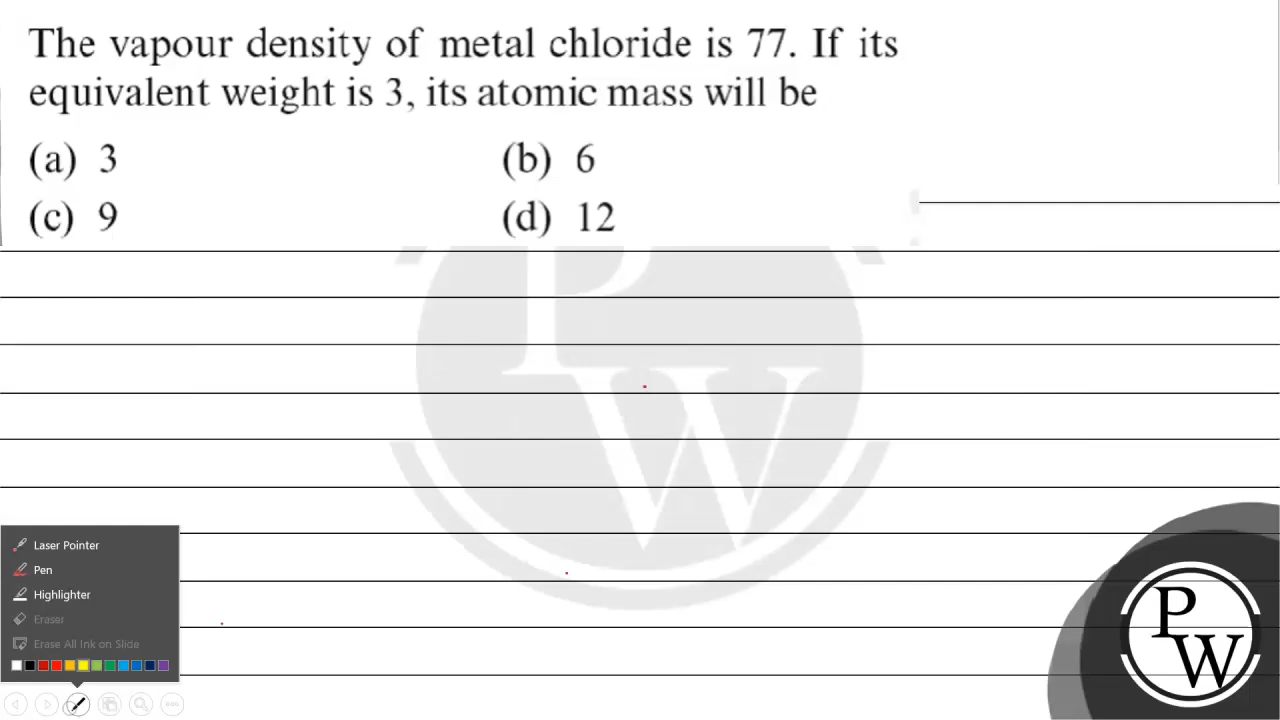 The vapour density of metal chloride is 77. If its
equivalent weight is 3, its atomic mass will be
(a) 3 (b) 6
(c) 9 (d) 12
P
W
Laser Pointer
Pen
Highlighter
Eraser
Erase All Ink on Slide
P
W